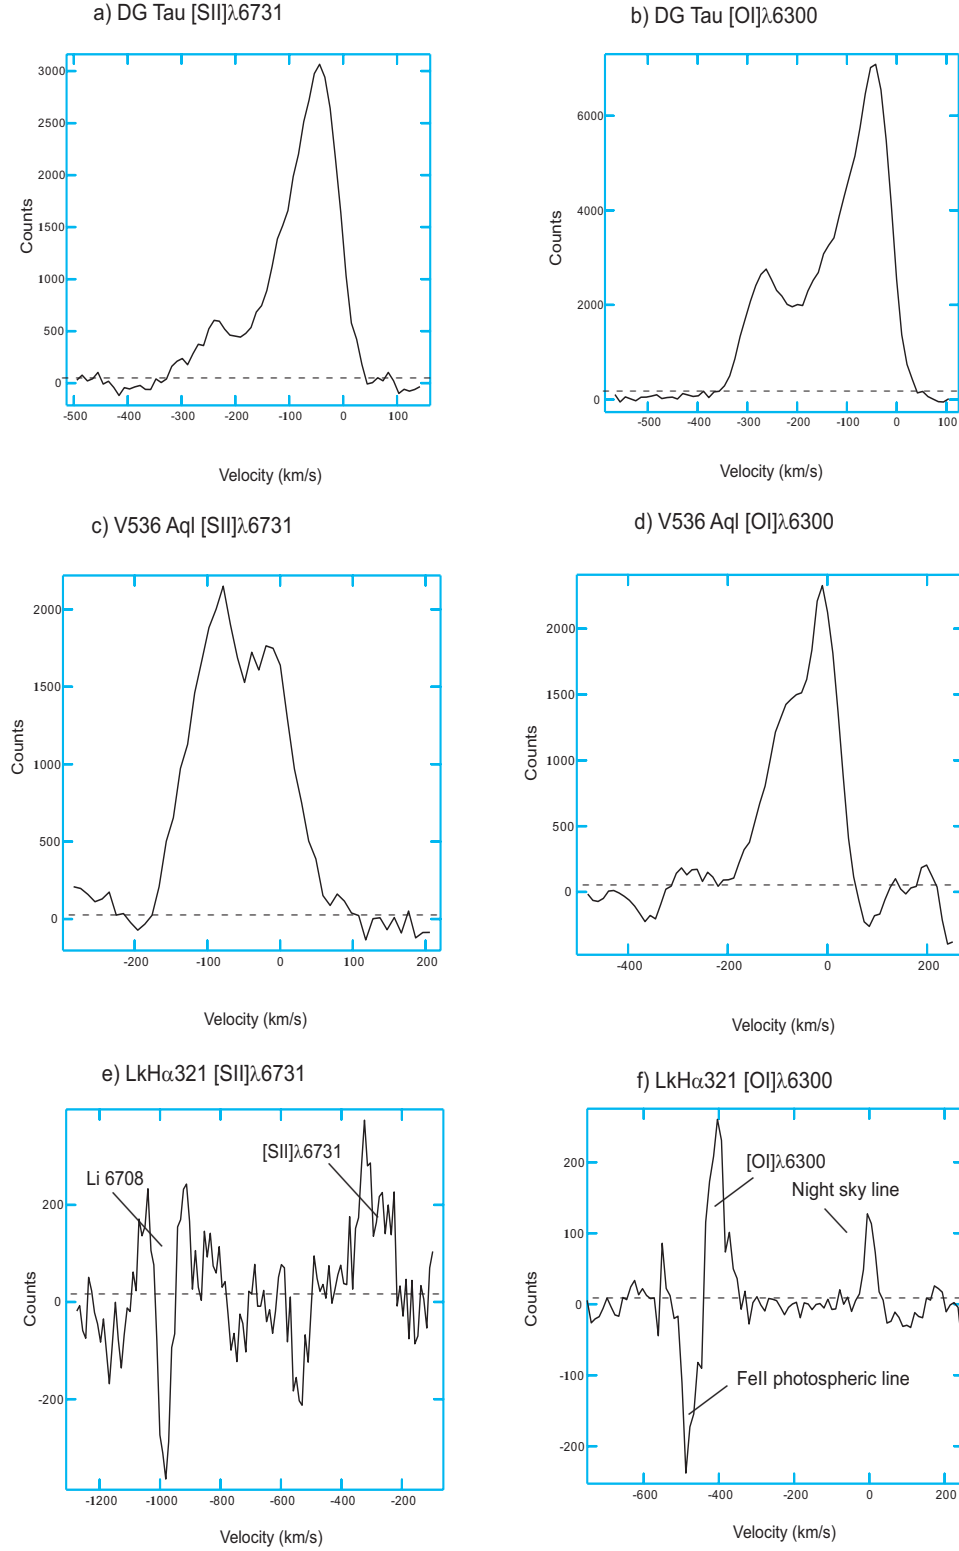 a) DG Tau [SII]λ6731
b) DG Tau [OI]λ6300
3000
2500
2000
1500
1000
500
0
Counts
-500 -400 -300 -200 -100 0 100
Velocity (km/s)
6000
4000
2000
0
Counts
-500 -400 -300 -200 -100 0 100
Velocity (km/s)
c) V536 Aql [SII]λ6731
d) V536 Aql [OI]λ6300
2000
1500
1000
500
0
Counts
-200 -100 0 100 200
Velocity (km/s)
2000
1500
1000
500
0
Counts
-400 -200 0 200
Velocity (km/s)
e) LkHα321 [SII]λ6731
f) LkHα321 [OI]λ6300
[SII]λ6731
Li 6708
200
0
-200
Counts
-1200 -1000 -800 -600 -400 -200
Velocity (km/s)
[OI]λ6300
Night sky line
FeII photospheric line
200
100
0
-100
-200
Counts
-600 -400 -200 0 200
Velocity (km/s)